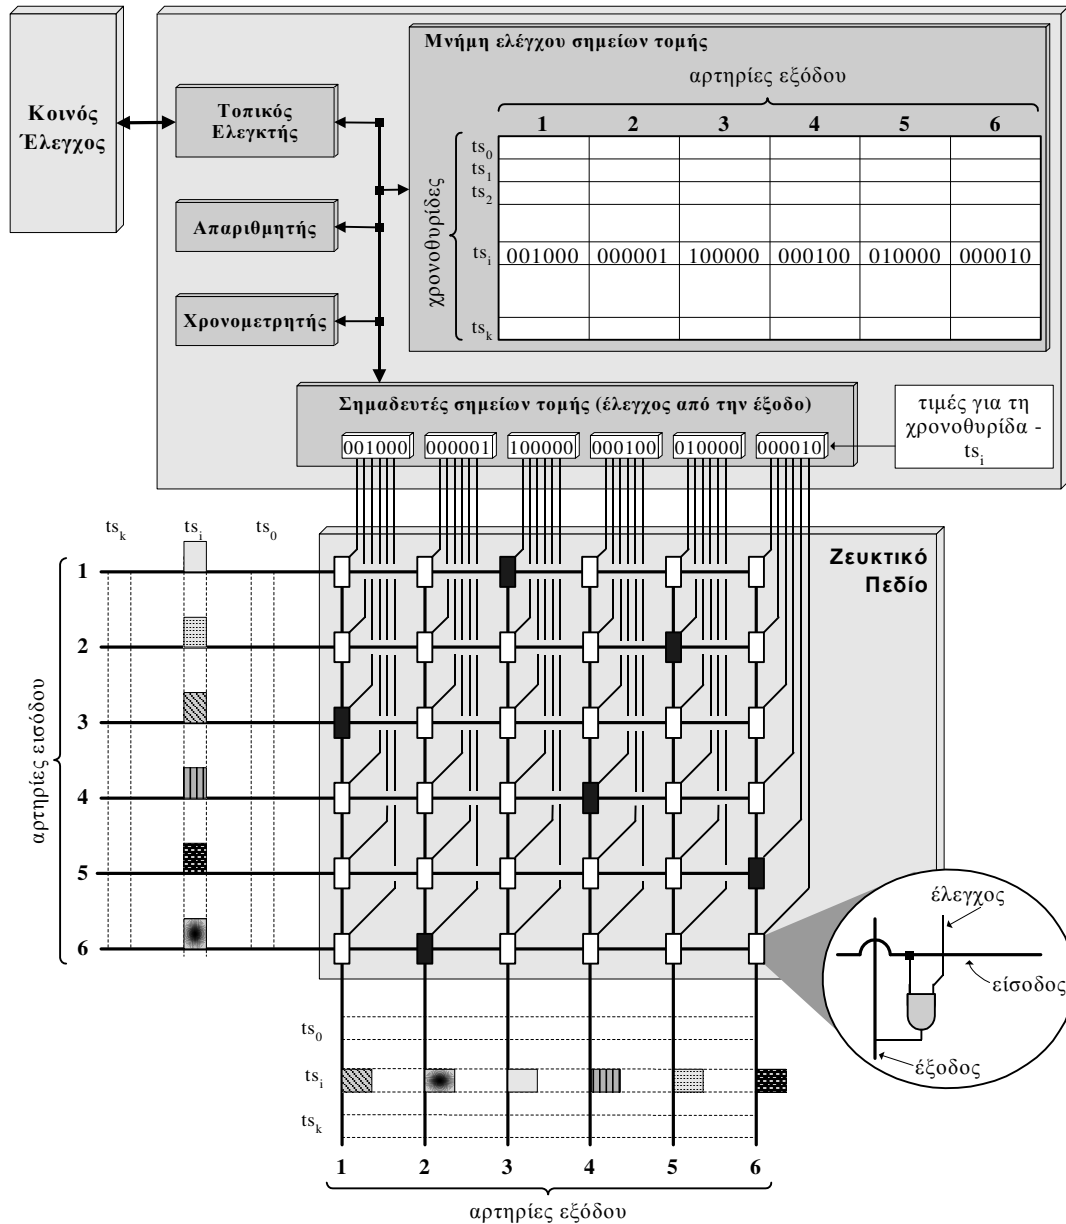 Κοινός
Έλεγχος
Τοπικός
Ελεγκτής
Απαριθμητής
Χρονομετρητής
Μνήμη ελέγχου σημείων τομής
αρτηρίες εξόδου
1 2 3 4 5 6
χρονοθυρίδες
ts0
ts1
ts2
tsi 001000 000001 100000 000100 010000 000010
tsk
Σημαδευτές σημείων τομής (έλεγχος από την έξοδο)
001000 000001 100000 000100 010000 000010
τιμές για τη
χρονοθυρίδα -
tsi
tsk tsi ts0
Ζευκτικό
Πεδίο
αρτηρίες εισόδου
1
2
3
4
5
6
έλεγχος
είσοδος
έξοδος
ts0
tsi
tsk
1 2 3 4 5 6
αρτηρίες εξόδου